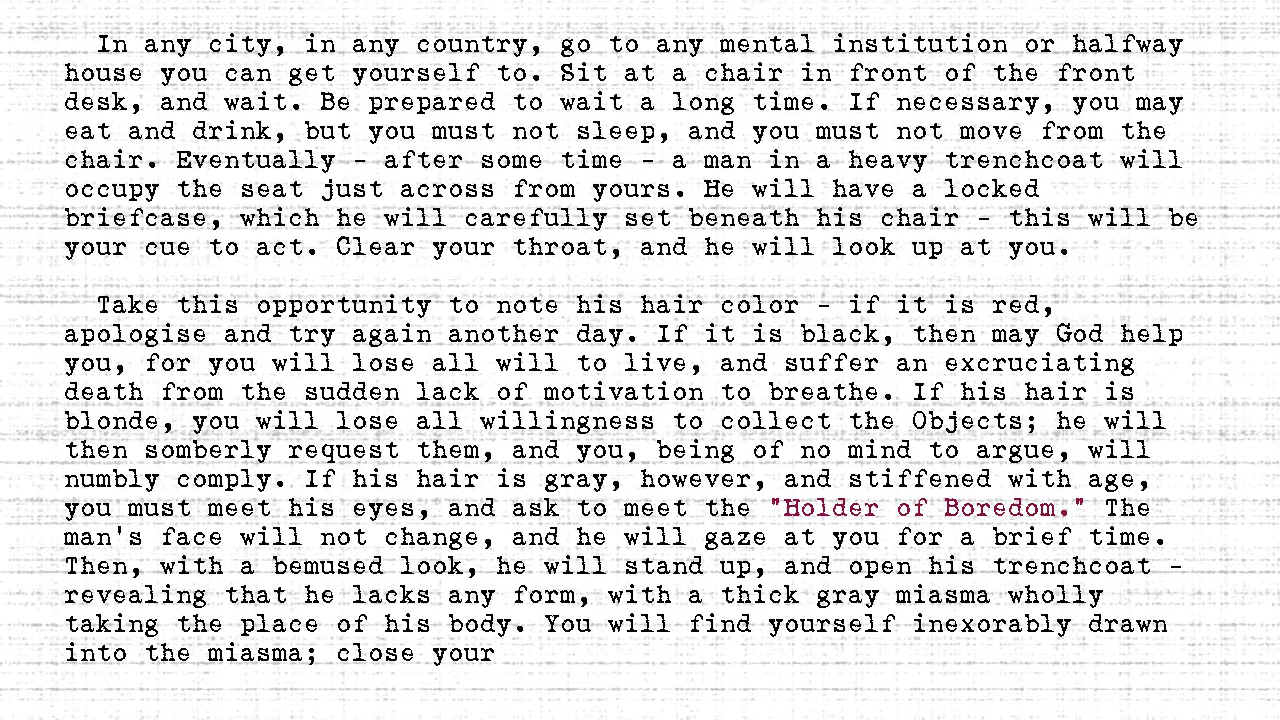 In any city, in any country, go to any mental institution or halfway
house you can get yourself to. Sit at a chair in front of the front
desk, and wait. Be prepared to wait a long time. If necessary, you may
eat and drink, but you must not sleep, and you must not move from the
chair. Eventually - after some time - a man in a heavy trenchcoat will
occupy the seat just across from yours. He will have a locked
briefcase, which he will carefully set beneath his chair - this will be
your cue to act. Clear your throat, and he will look up at you.
Take this opportunity to note his hair color - if it is red,
apologise and try again another day. If it is black, then may God help
you, for you will lose all will to live, and suffer an excruciating
death from the sudden lack of motivation to breathe. If his hair is
blonde, you will lose all willingness to collect the Objects; he will
then somberly request them, and you, being of no mind to argue, will
numbly comply. If his hair is gray, however, and stiffened with age,
you must meet his eyes, and ask to meet the "Holder of Boredom." The
man's face will not change, and he will gaze at you for a brief time.
Then, with a bemused look, he will stand up, and open his trenchcoat -
revealing that he lacks any form, with a thick gray miasma wholly
taking the place of his body. You will find yourself inexorably drawn
into the miasma; close your